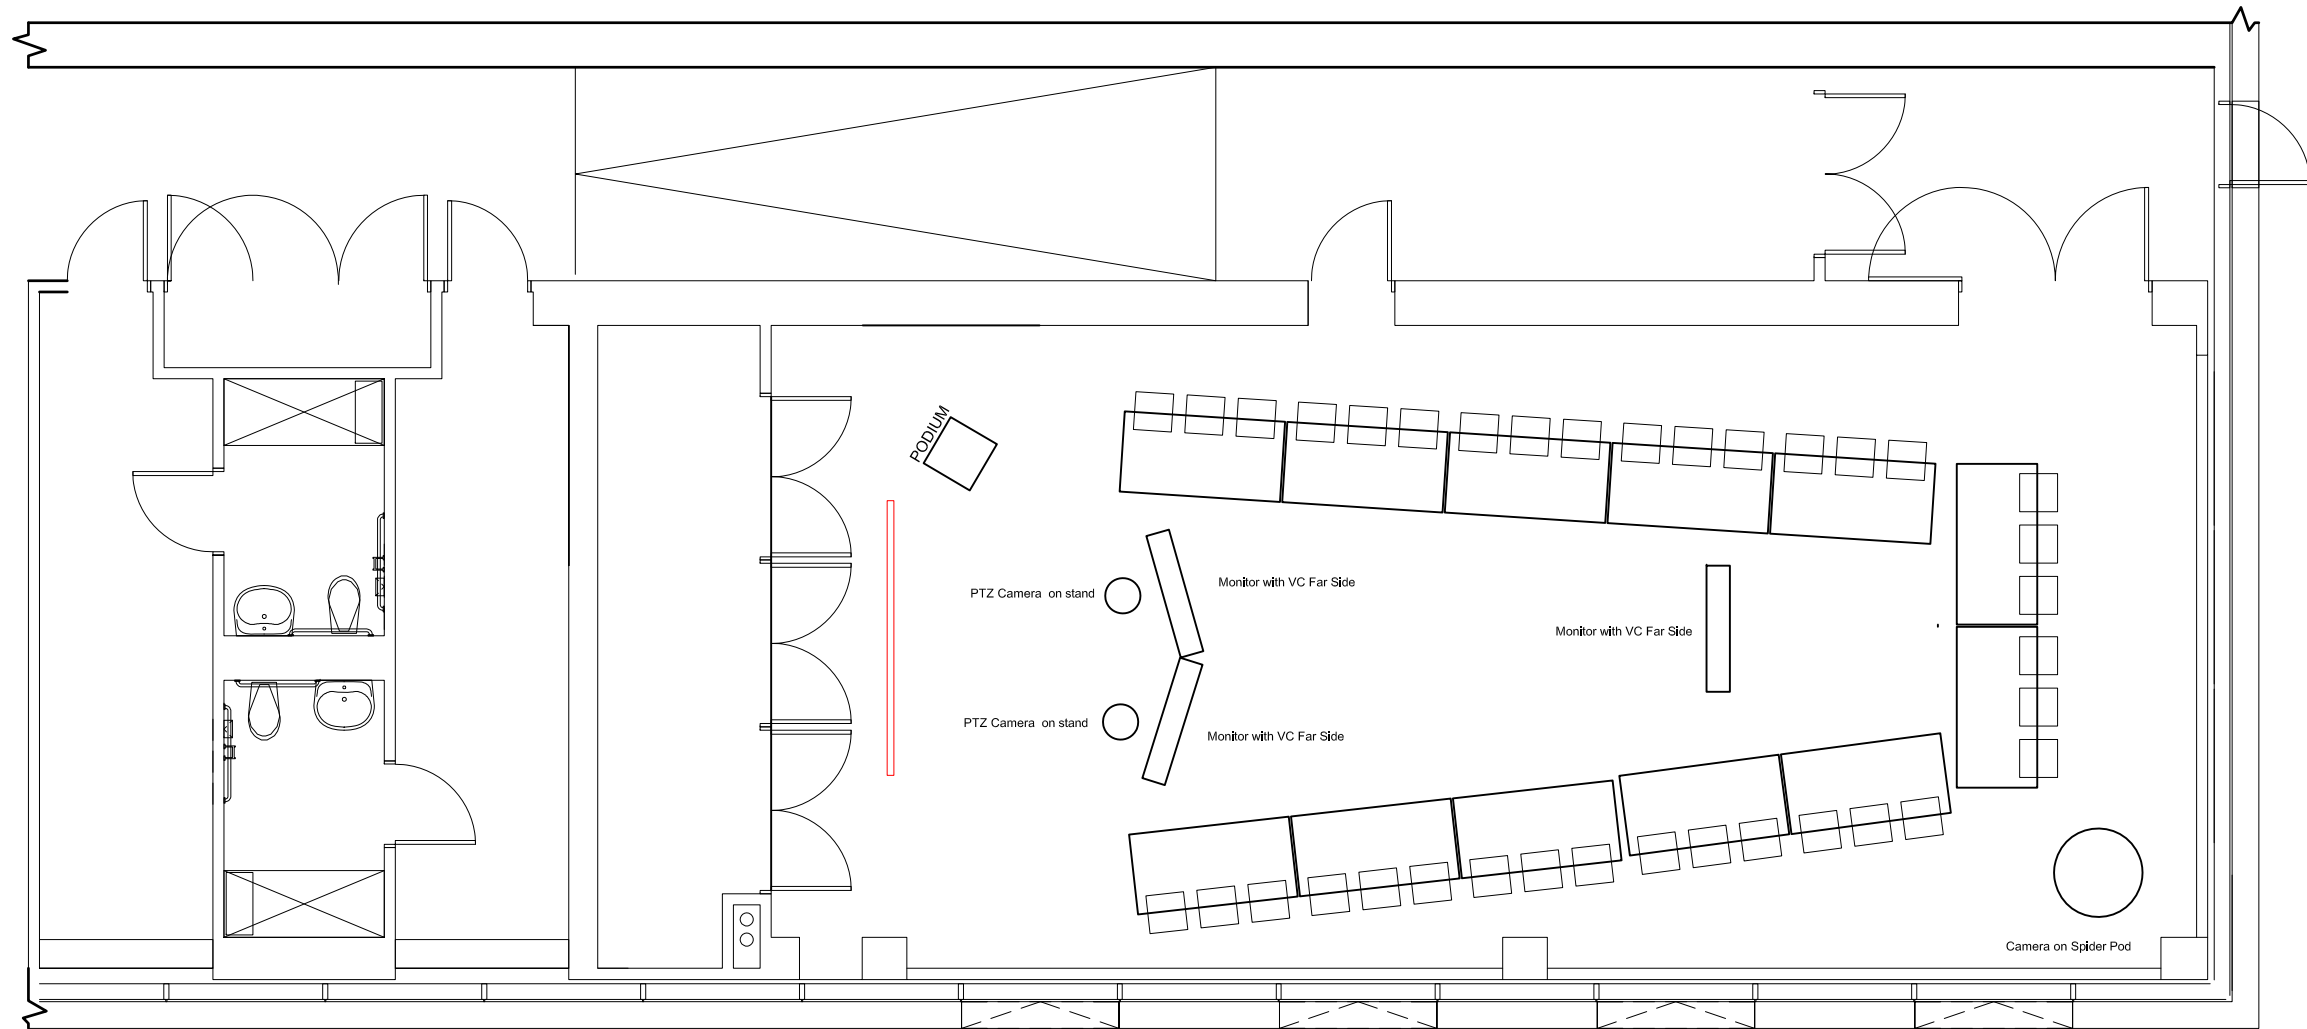 PODIUM
PTZ Camera on stand
Monitor with VC Far Side
Monitor with VC Far Side
PTZ Camera on stand
Monitor with VC Far Side
Camera on Spider Pod